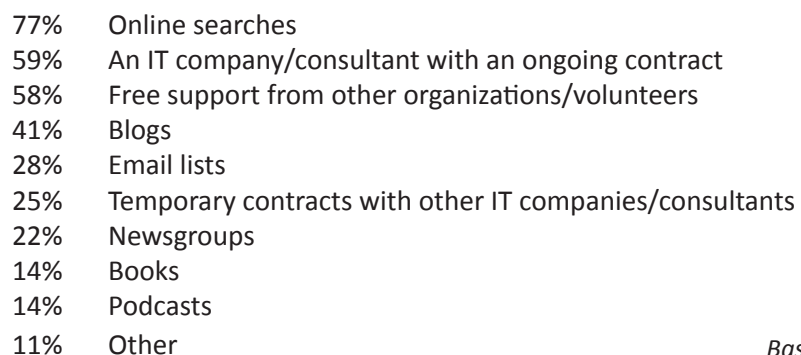 77% Online searches
59% An IT company/consultant with an ongoing contract
58% Free support from other organizations/volunteers
41% Blogs
28% Email lists
25% Temporary contracts with other IT companies/consultants
22% Newsgroups
14% Books
14% Podcasts
11% Other